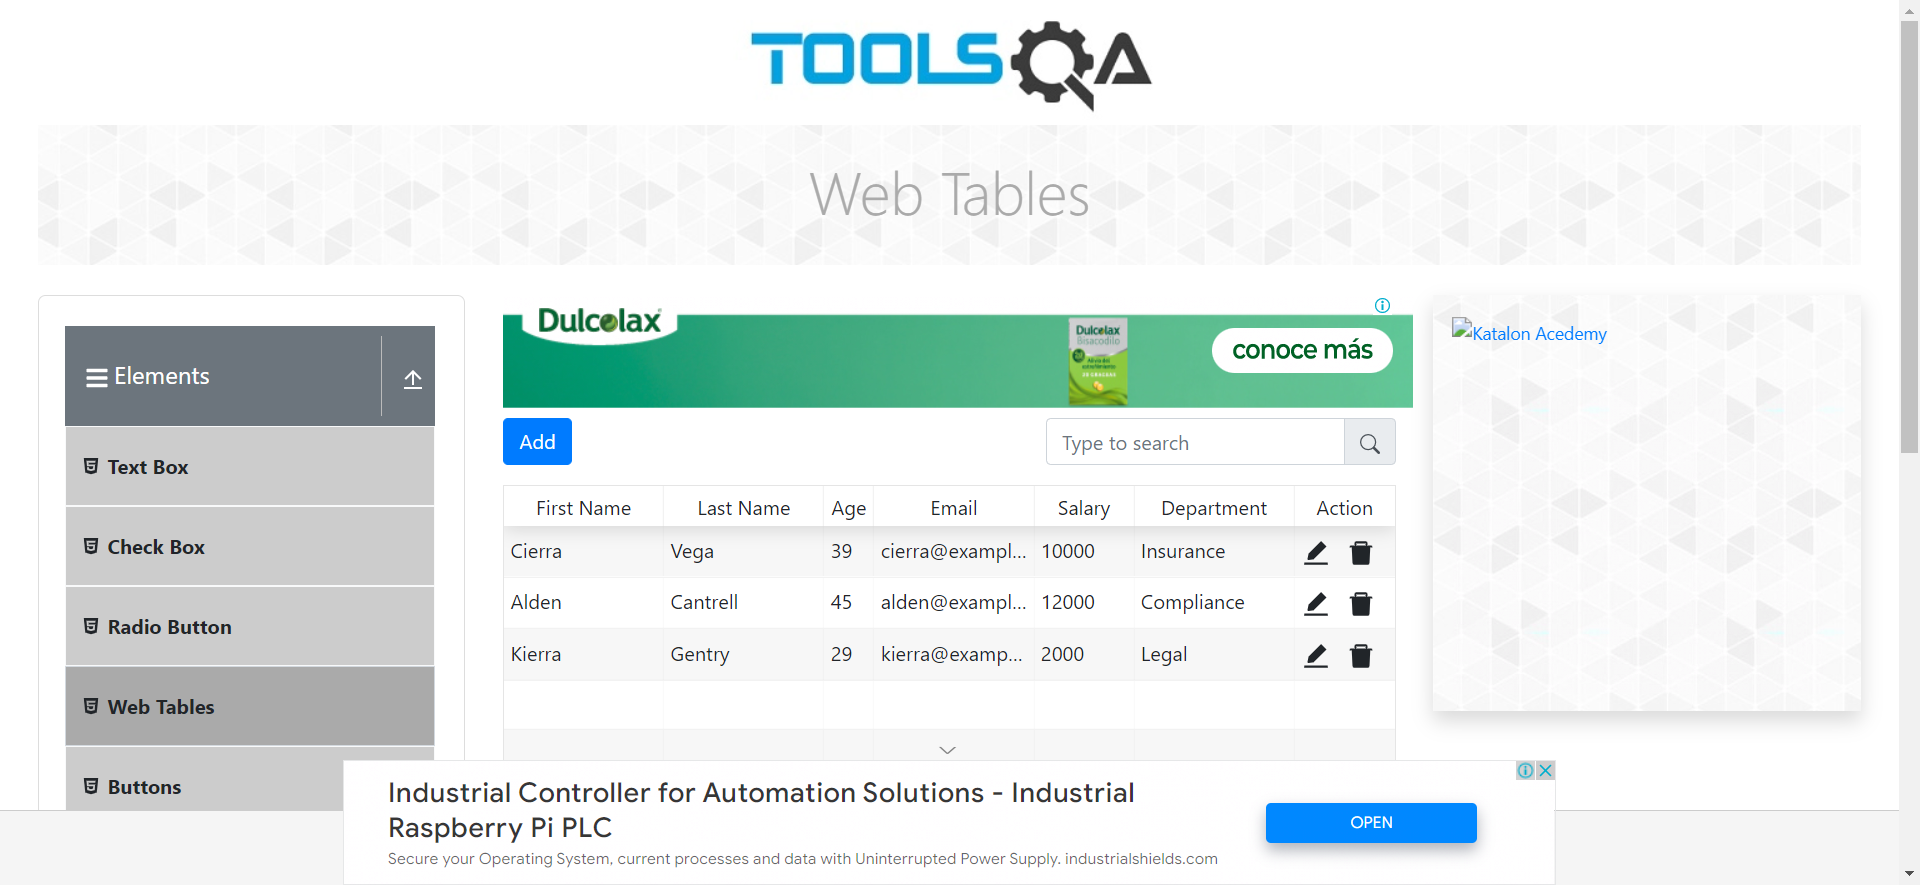 TOOLSQA
Web Tables
Elements
Text Box
Check Box
Radio Button
Web Tables
Buttons
Dulcolax
Dulcolax
Bisacodilo
conoce más
Add
Type to search
First Name Last Name Age Email Salary Department Action
Cierra Vega 39 cierra@exampl... 10000 Insurance
Alden Cantrell 45 alden@exampl... 12000 Compliance
Kierra Gentry 29 kierra@examp... 2000 Legal
Katalon Acedemy
Industrial Controller for Automation Solutions - Industrial
Raspberry Pi PLC
Secure your Operating System, current processes and data with Uninterrupted Power Supply. industrialshields.com
OPEN